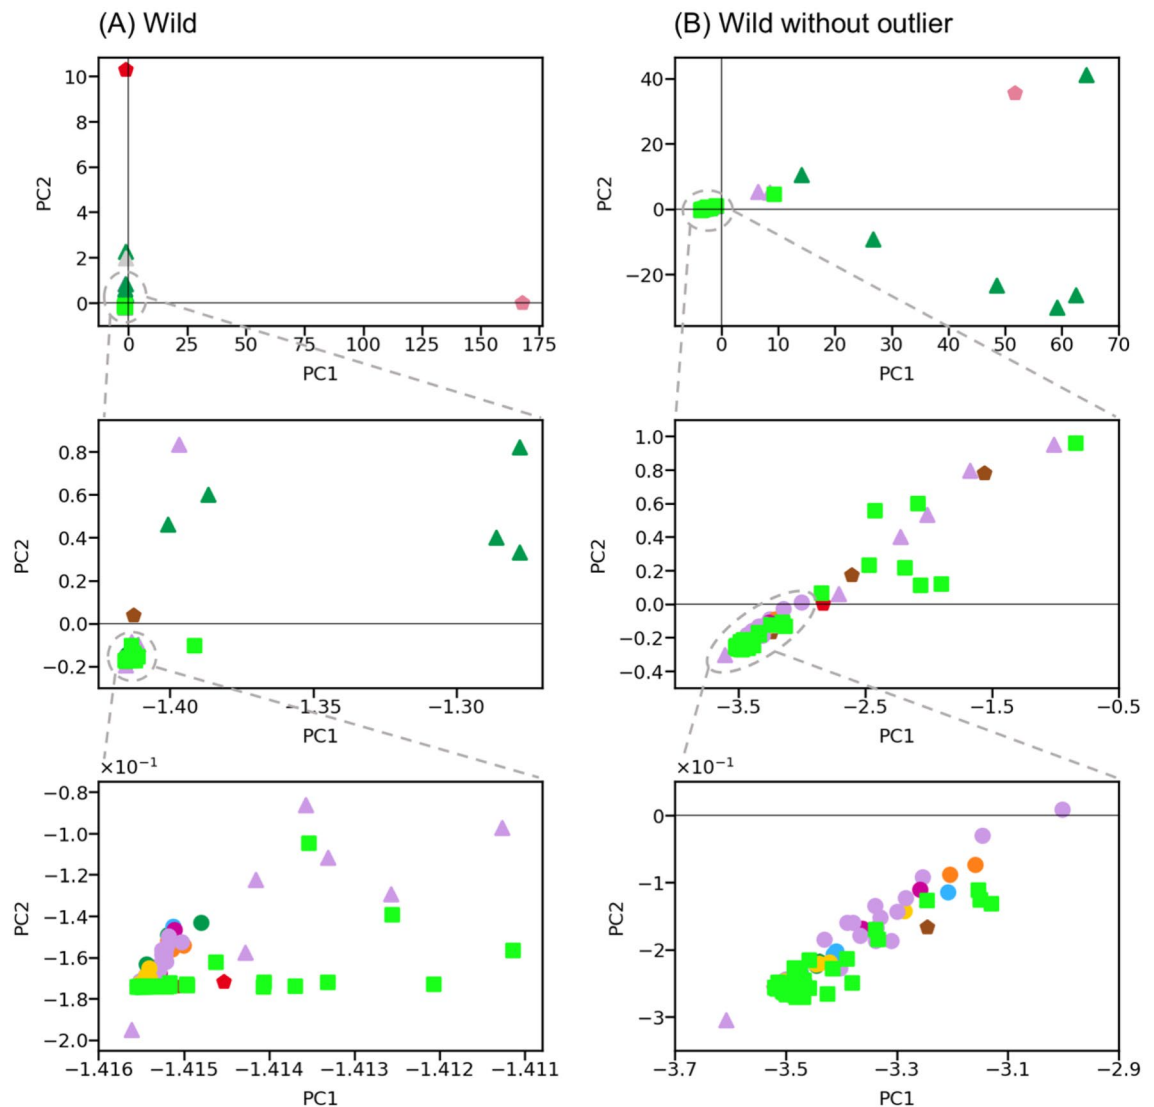 (A) Wild
(B) Wild without outlier
10
8
6
4
2
0
PC2
0 25 50 75 100 125 150 175
PC1
40
20
0
−20
PC2
0 10 20 30 40 50 60 70
PC1
0.8
0.6
0.4
0.2
0.0
−0.2
PC2
−1.40 −1.35 −1.30
PC1
1.0
0.8
0.6
0.4
0.2
0.0
−0.2
−0.4
PC2
−3.5 −2.5 −1.5 −0.5
PC1
×10−1
−0.8
−1.0
−1.2
−1.4
−1.6
−1.8
−2.0
PC2
−1.416 −1.415 −1.414 −1.413 −1.412 −1.411
PC1
×10−1
0
−1
−2
−3
PC2
−3.7 −3.5 −3.3 −3.1 −2.9
PC1